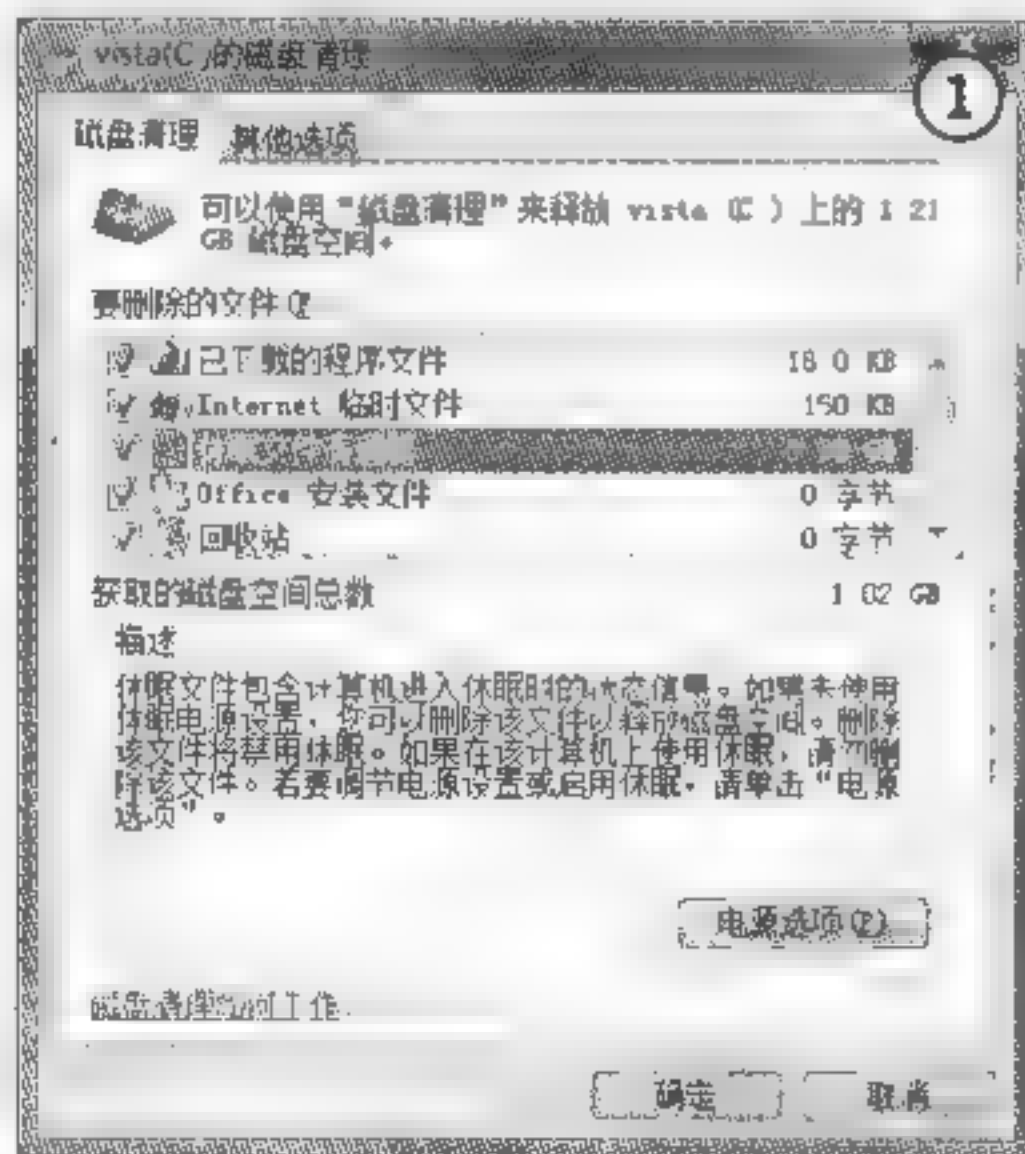 vista(C )的磁盘清理
1
磁盘清理 其他选项
可以使用“磁盘清理”来释放 vista (C ) 上的 1 21
GB 磁盘空间。
要删除的文件(F
已下载的程序文件 18 0 KB
Internet 临时文件 150 KB
Office 安装文件 0 字节
回收站 0 字节
获取的磁盘空间总数 1 02 GB
描述
休眠文件包含计算机进入休眠时的状态信息。如果未使用
休眠电源设置，您可以删除该文件以释放磁盘空间。删除
该文件将禁用休眠。如果在该计算机上使用休眠，请勿删
除该文件。若要调节电源设置或启用休眠，请单击“电源
选项”。
电源选项(P)
磁盘清理如何工作
确定 取消